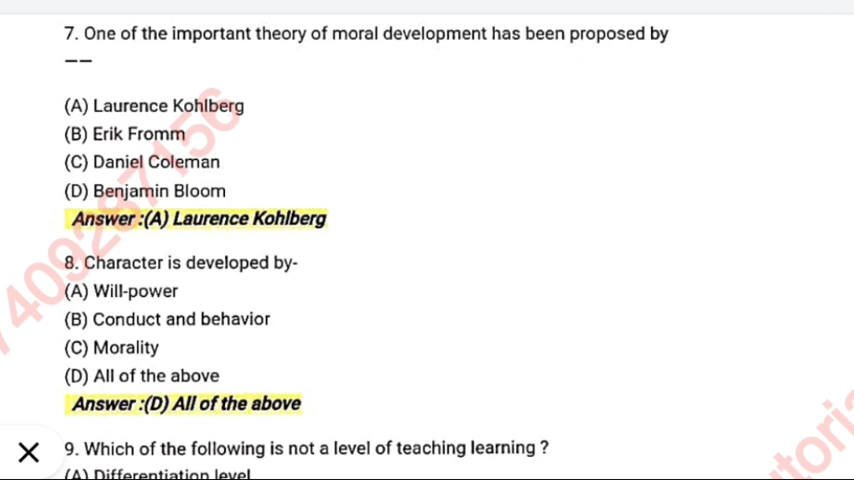 7. One of the important theory of moral development has been proposed by
——
(A) Laurence Kohlberg
(B) Erik Fromm
(C) Daniel Coleman
(D) Benjamin Bloom
Answer :(A) Laurence Kohlberg
8. Character is developed by-
(A) Will-power
(B) Conduct and behavior
(C) Morality
(D) All of the above
Answer :(D) All of the above
9. Which of the following is not a level of teaching learning ?
(A) Differentiation level